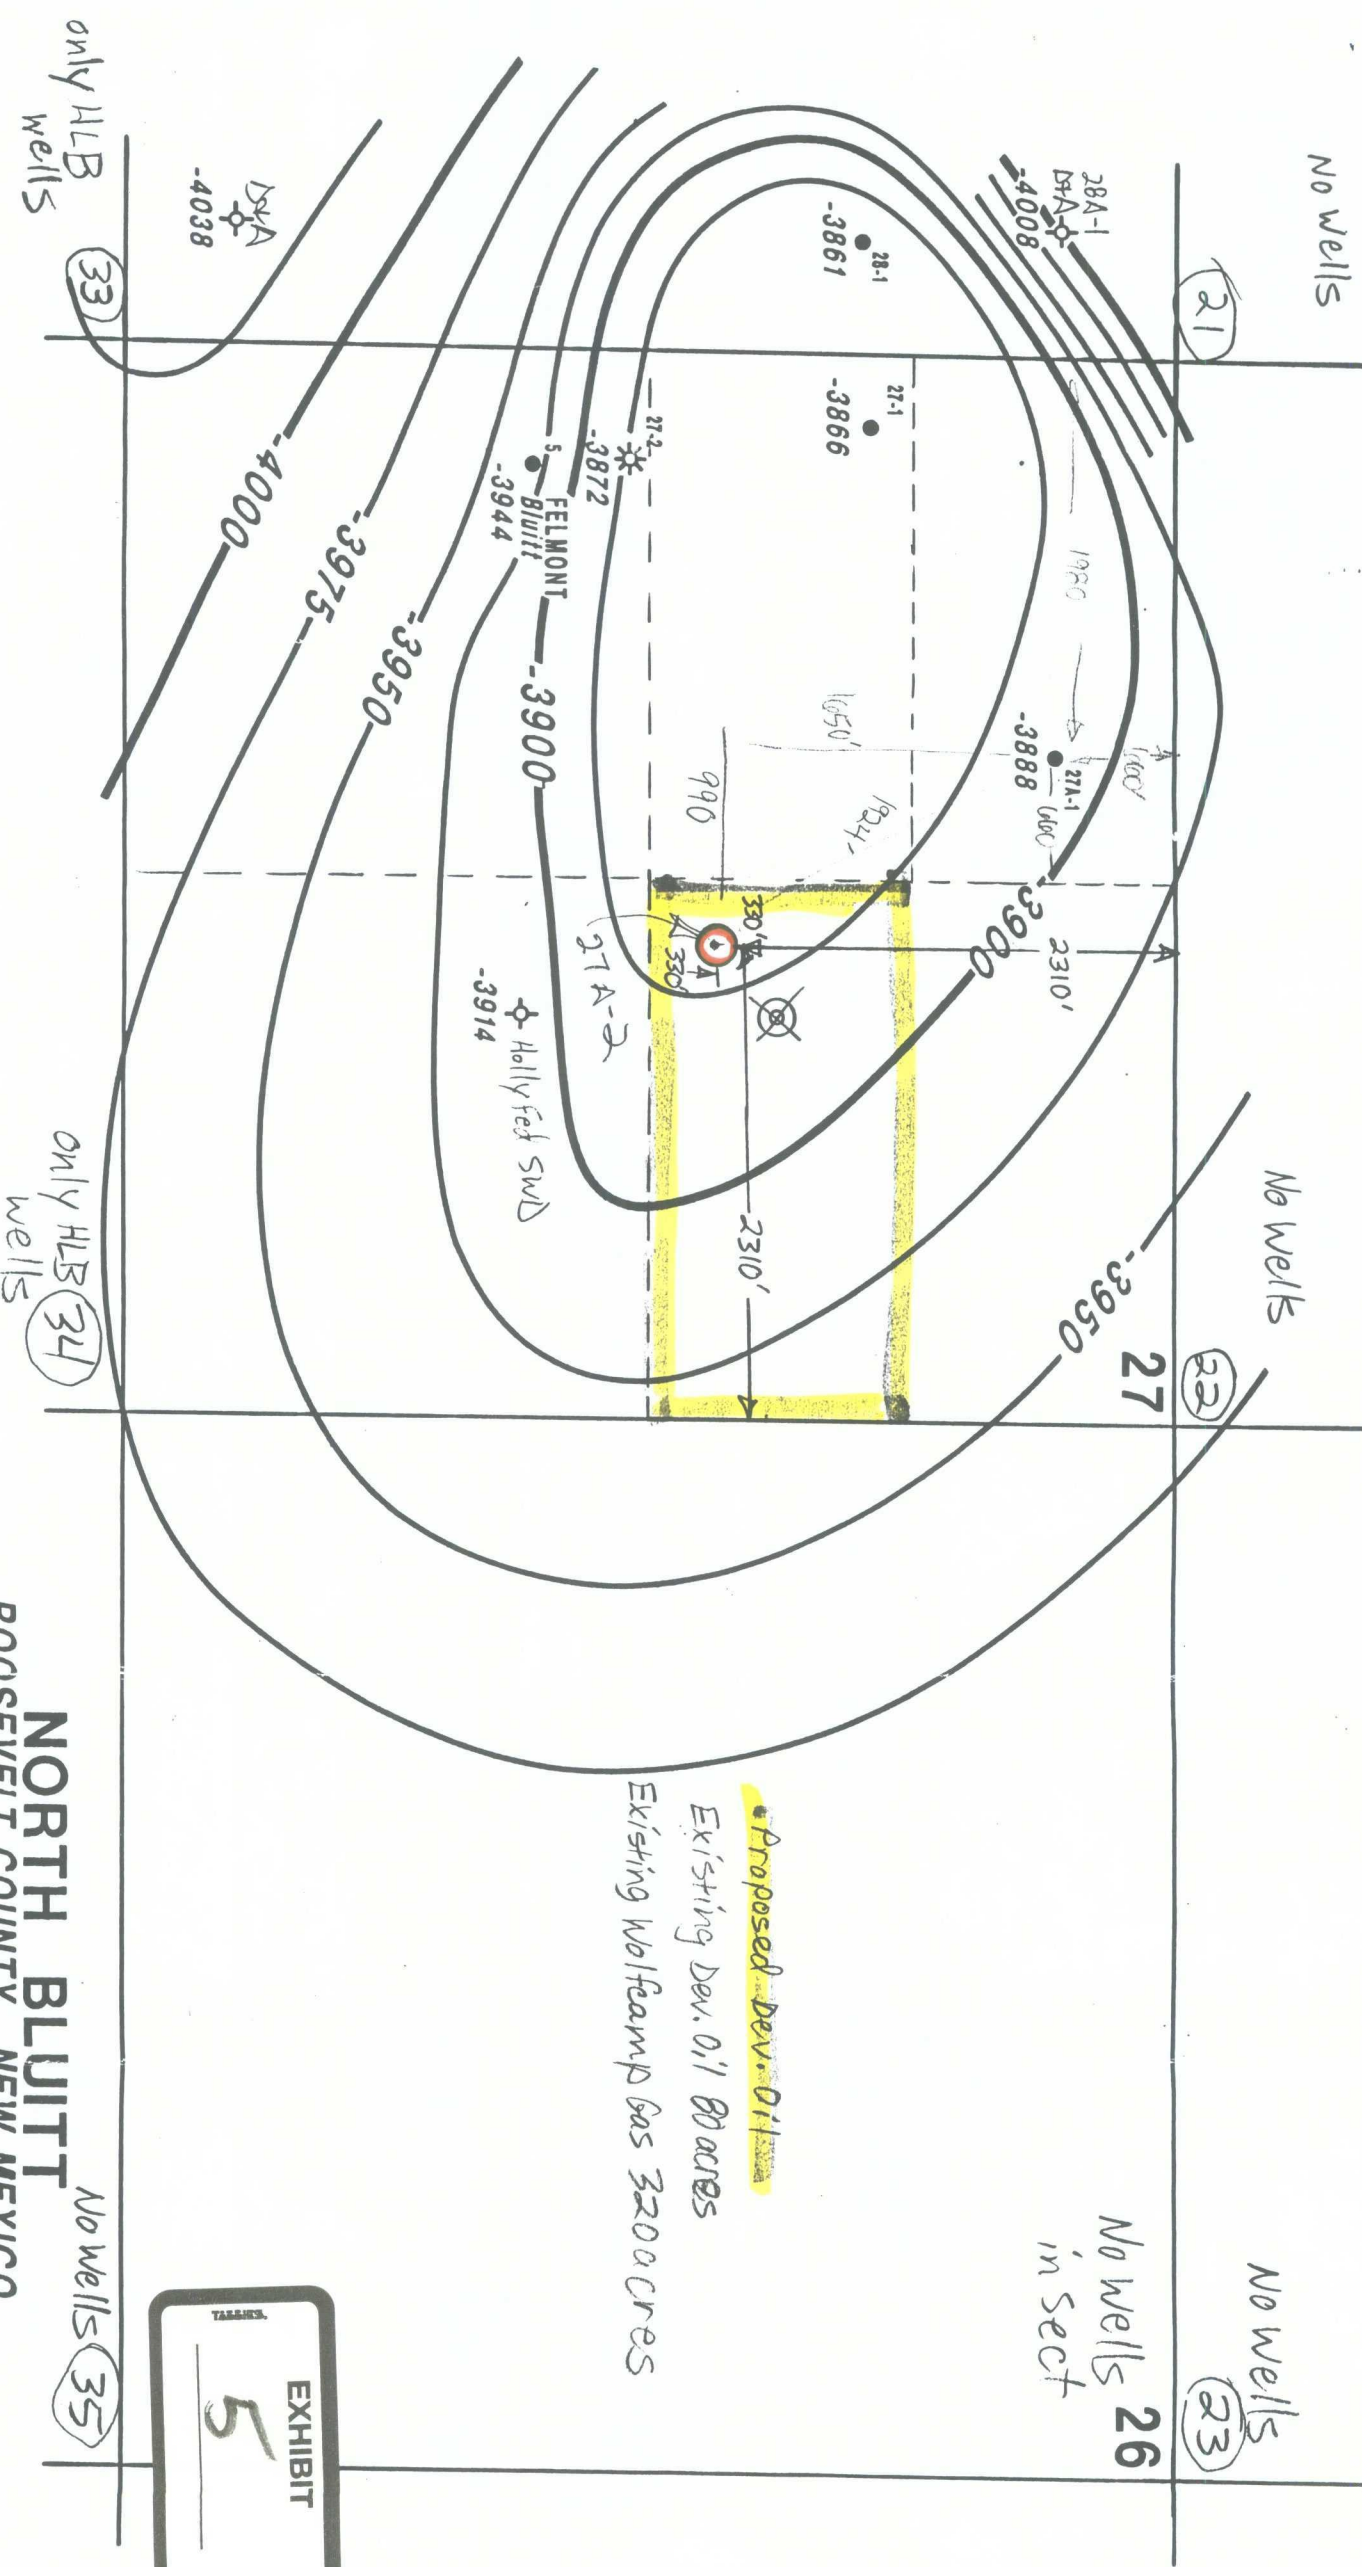 No Wells
21
No Wells
22
No Wells
23
28A-1
D&A
-4008
28-1
-3861
27-1
-3866
27-2
-3872
5
FELMONT
Bluitt
-3944
1980
1650'
660'
27A-1
-3888
660
990
1924'
330'
330'
27A-2
2310'
-2310'
-3900
-3900
-3950
-3950
-3975
-4000
Holly Fed SWD
-3914
27
No Wells
in Sect
26
• Proposed Dev. Oil
Existing Dev. Oil 80 acres
Existing Wolfcamp Gas 320 acres
D&A
-4038
only HLB
wells
33
only HLB
wells
34
No Wells
35
NORTH BLUITT
ROOSEVELT COUNTY, NEW MEXICO
EXHIBIT
5